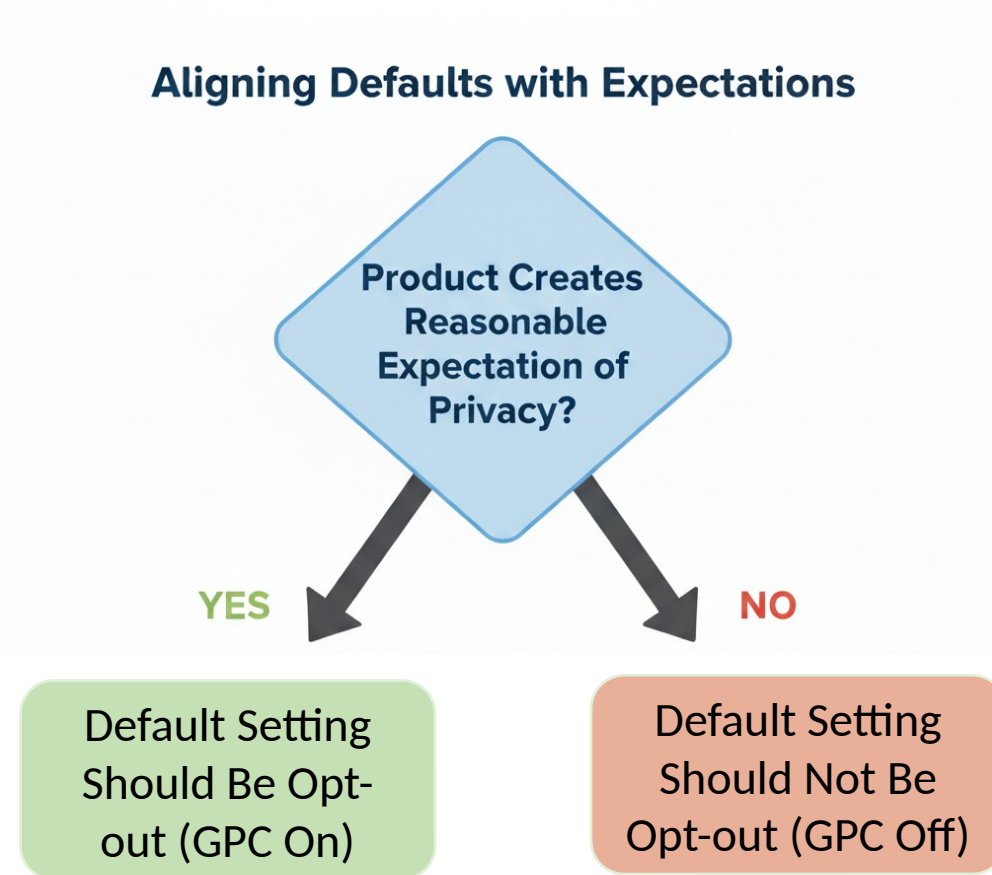 Aligning Defaults with Expectations
Product Creates
Reasonable
Expectation of
Privacy?
YES
NO
Default Setting
Should Be Opt-
out (GPC On)
Default Setting
Should Not Be
Opt-out (GPC Off)